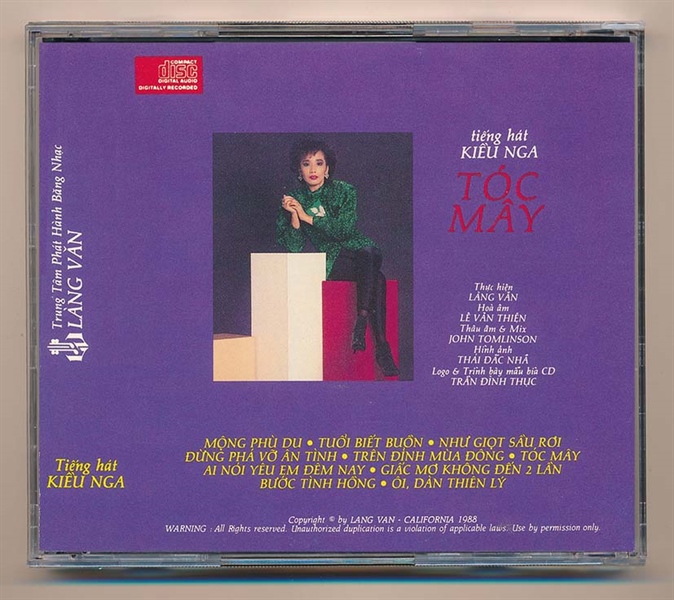 COMPACT
disc
DIGITAL AUDIO
DIGITALLY RECORDED
Trung Tâm Phát Hành Băng Nhạc
LÀNG VĂN
Tiếng hát
KIỀU NGA
tiếng hát
KIỀU NGA
TÓC
MÂY
Thực hiện
LÀNG VĂN
Hoà âm
LÊ VĂN THIỆN
Thâu âm & Mix
JOHN TOMLINSON
Hình ảnh
THÁI ĐẮC NHÃ
Logo & Trình bày mẫu bìa CD
TRẦN ĐÌNH THỤC
MỘNG PHÙ DU • TUỔI BIẾT BUỒN • NHƯ GIỌT SẦU RƠI
ĐỪNG PHÁ VỠ ÂN TÌNH • TRÊN ĐỈNH MÙA ĐÔNG • TÓC MÂY
AI NÓI YÊU EM ĐÊM NAY • GIẤC MƠ KHÔNG ĐẾN 2 LẦN
BƯỚC TÌNH HỒNG • ÔI, DÀN THIÊN LÝ
Copyright © by LANG VAN - CALIFORNIA 1988
WARNING : All Rights reserved. Unauthorized duplication is a violation of applicable laws. Use by permission only.